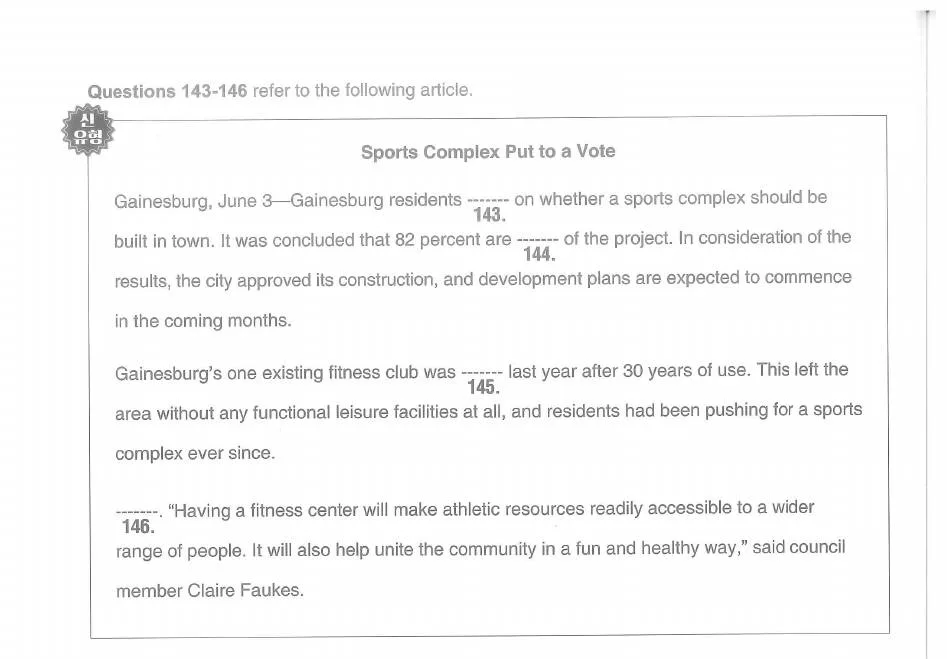 Questions 143-146 refer to the following article.
신
유형
Sports Complex Put to a Vote
Gainesburg, June 3—Gainesburg residents ------- on whether a sports complex should be
143.
built in town. It was concluded that 82 percent are ------- of the project. In consideration of the
144.
results, the city approved its construction, and development plans are expected to commence
in the coming months.
Gainesburg's one existing fitness club was ------- last year after 30 years of use. This left the
145.
area without any functional leisure facilities at all, and residents had been pushing for a sports
complex ever since.
-------. “Having a fitness center will make athletic resources readily accessible to a wider
146.
range of people. It will also help unite the community in a fun and healthy way,” said council
member Claire Faukes.